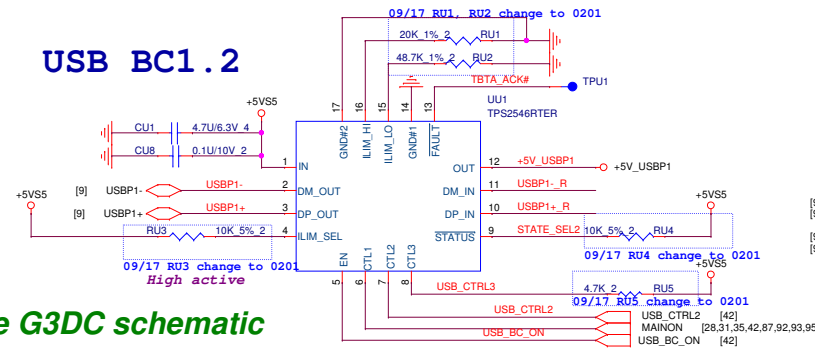 09/17 RU1, RU2 change to 0201
20K_1%_2 RU1
48.7K_1%_2 RU2
USB BC1.2
TBTA_ACK#
TPU1
UU1
TPS2546RTER
+5VS5
CU1 4.7U/6.3V_4
CU8 0.1U/10V_2
17 16 15 14 13
GND#2 ILIM_HI ILIM_LO GND#1 FAULT
1 IN
OUT 12 +5V_USBP1 +5V_USBP1
+5VS5
[9] USBP1- USBP1- 2 DM_OUT
DM_IN 11 USBP1-_R
+5VS5
[9] USBP1+ USBP1+ 3 DP_OUT
DP_IN 10 USBP1+_R
RU3 10K_5%_2 4 ILIM_SEL
STATUS 9 STATE_SEL2 10K_5%_2 RU4
09/17 RU3 change to 0201
High active
09/17 RU4 change to 0201
EN CTL1 CTL2 CTL3
5 6 7 8
+5VS5
USB_CTRL3 4.7K_2 RU5
09/17 RU5 change to 0201
USB_CTRL2 USB_CTRL2 [42]
MAINON [28,31,35,42,87,92,93,95
USB_BC_ON USB_BC_ON [42]
e G3DC schematic